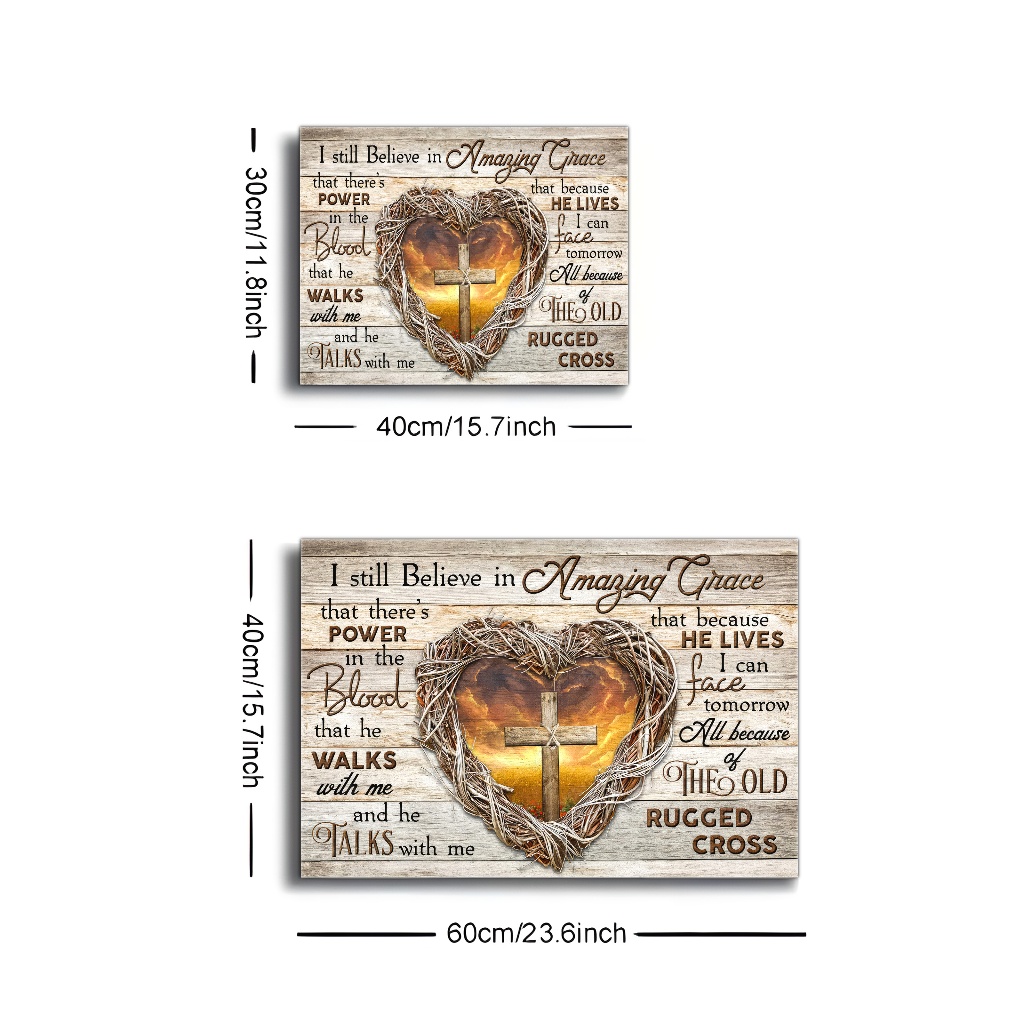 I still Believe in Amazing Grace
that there's
POWER
in the
Blood
that he
WALKS
with me
and he
TALKS with me
that because
HE LIVES
I can
face
tomorrow
All because
of
THE OLD
RUGGED
CROSS
30cm/11.8inch
40cm/15.7inch
I still Believe in Amazing Grace
that there's
POWER
in the
Blood
that he
WALKS
with me
and he
TALKS with me
that because
HE LIVES
I can
face
tomorrow
All because
of
THE OLD
RUGGED
CROSS
40cm/15.7inch
60cm/23.6inch